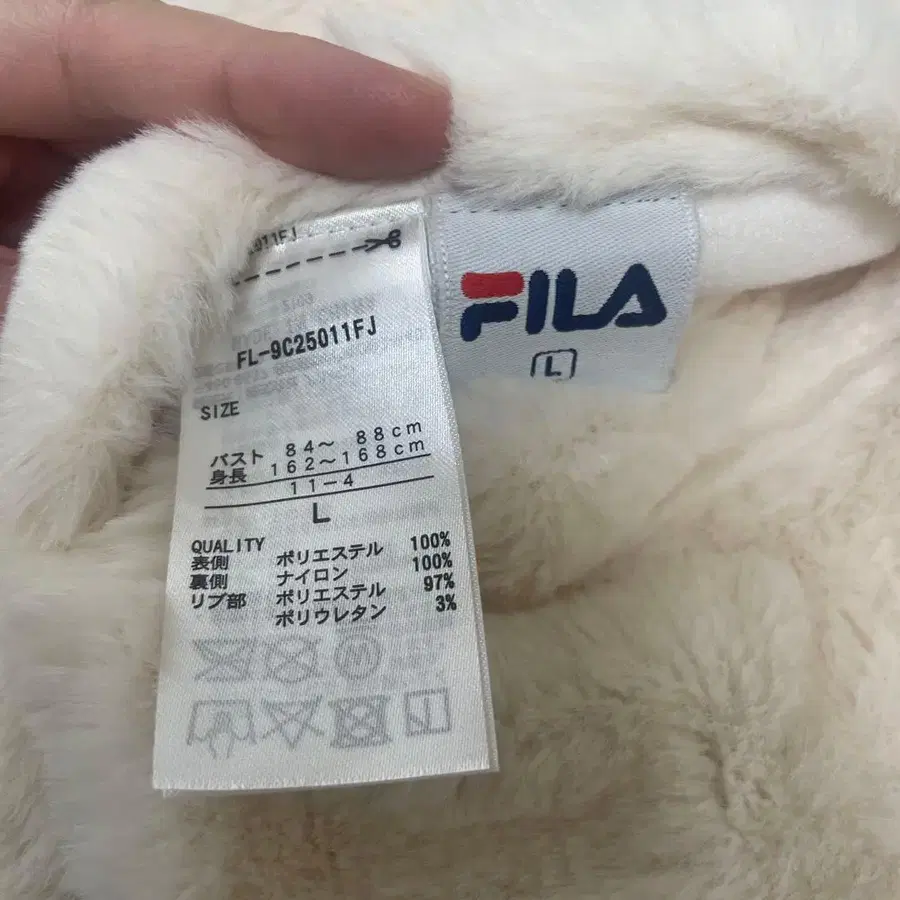 FILA
L
FL-9C25011FJ
SIZE
バスト 84～ 88cm
身長 162～168cm
11-4
L
QUALITY
表側 ポリエステル 100%
裏側 ナイロン 100%
リブ部 ポリエステル 97%
ポリウレタン 3%